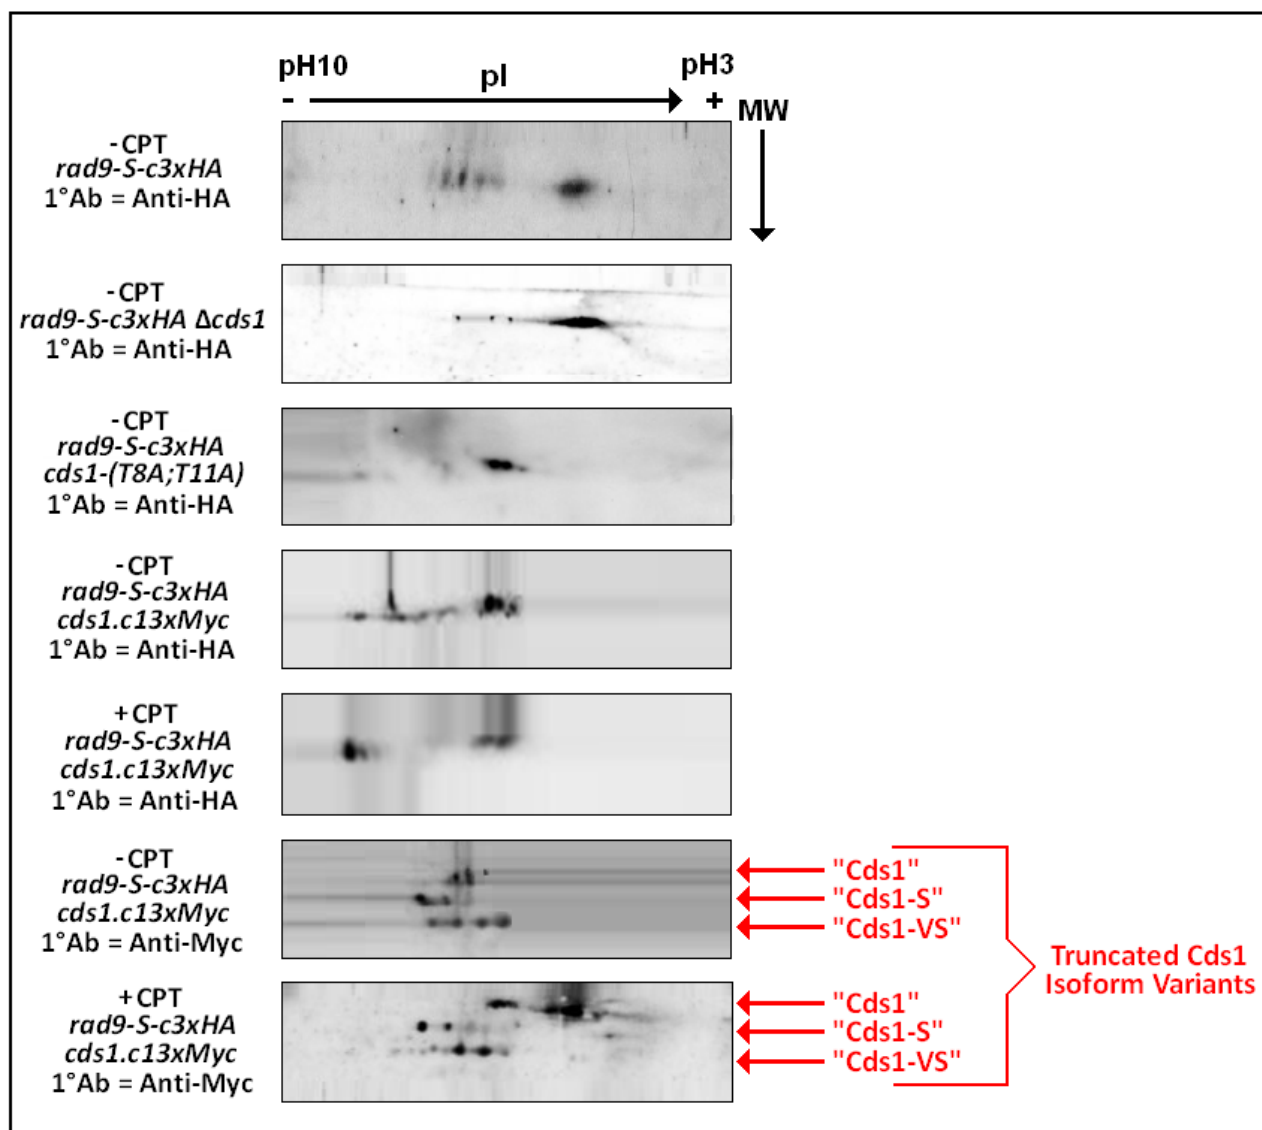 pH10 pI pH3
- + MW
-CPT
rad9-S-c3xHA
1°Ab = Anti-HA
-CPT
rad9-S-c3xHA Δcds1
1°Ab = Anti-HA
-CPT
rad9-S-c3xHA
cds1-(T8A;T11A)
1°Ab = Anti-HA
-CPT
rad9-S-c3xHA
cds1.c13xMyc
1°Ab = Anti-HA
+CPT
rad9-S-c3xHA
cds1.c13xMyc
1°Ab = Anti-HA
-CPT
rad9-S-c3xHA
cds1.c13xMyc
1°Ab = Anti-Myc
"Cds1"
"Cds1-S"
"Cds1-VS"
+CPT
rad9-S-c3xHA
cds1.c13xMyc
1°Ab = Anti-Myc
"Cds1"
"Cds1-S"
"Cds1-VS"
Truncated Cds1
Isoform Variants